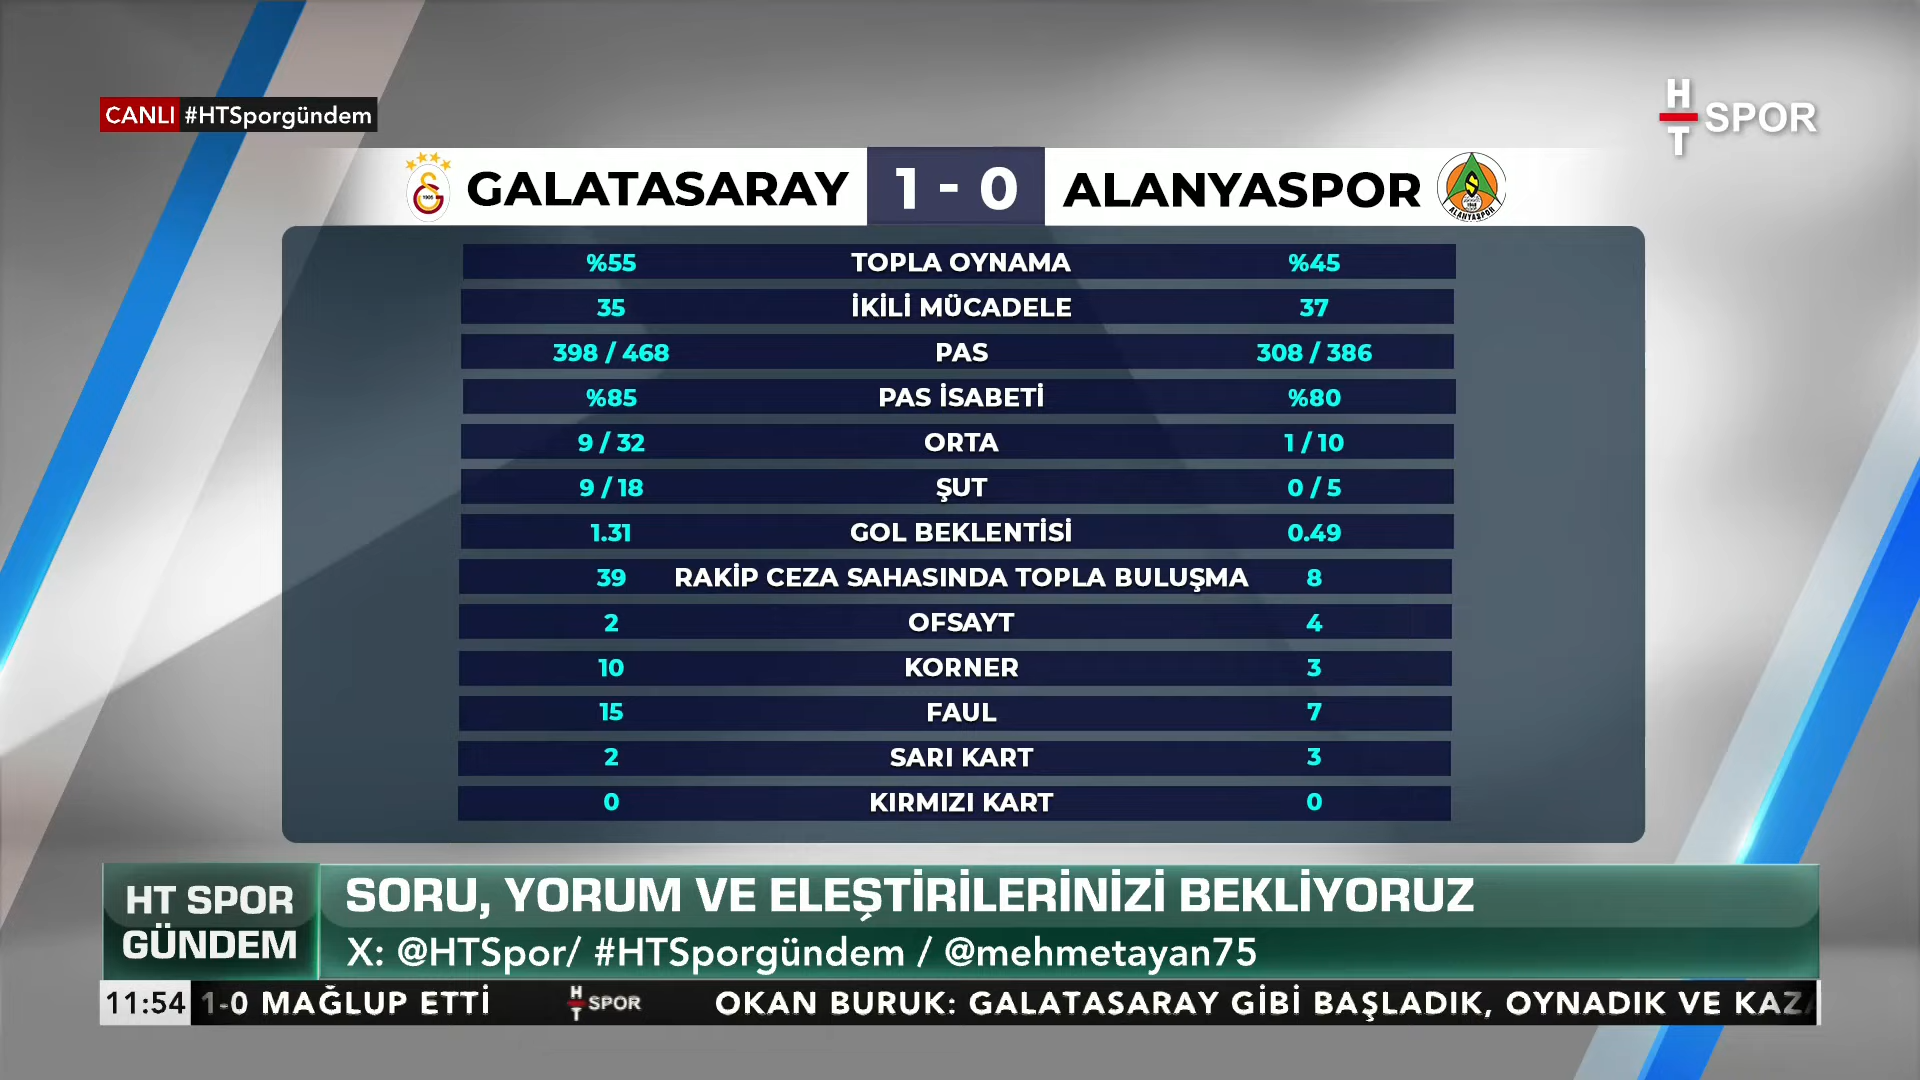 CANLI #HTSporgündem
HT SPOR
GALATASARAY 1 - 0 ALANYASPOR
%55 TOPLA OYNAMA %45
35 İKİLİ MÜCADELE 37
398 / 468 PAS 308 / 386
%85 PAS İSABETİ %80
9 / 32 ORTA 1 / 10
9 / 18 ŞUT 0 / 5
1.31 GOL BEKLENTİSİ 0.49
39 RAKİP CEZA SAHASINDA TOPLA BULUŞMA 8
2 OFSAYT 4
10 KORNER 3
15 FAUL 7
2 SARI KART 3
0 KIRMIZI KART 0
HT SPOR
GÜNDEM
SORU, YORUM VE ELEŞTİRİLERİNİZİ BEKLİYORUZ
X: @HTSpor/ #HTSporgündem / @mehmetayan75
11:54 1-0 MAĞLUP ETTİ HT SPOR OKAN BURUK: GALATASARAY GİBİ BAŞLADIK, OYNADIK VE KAZ